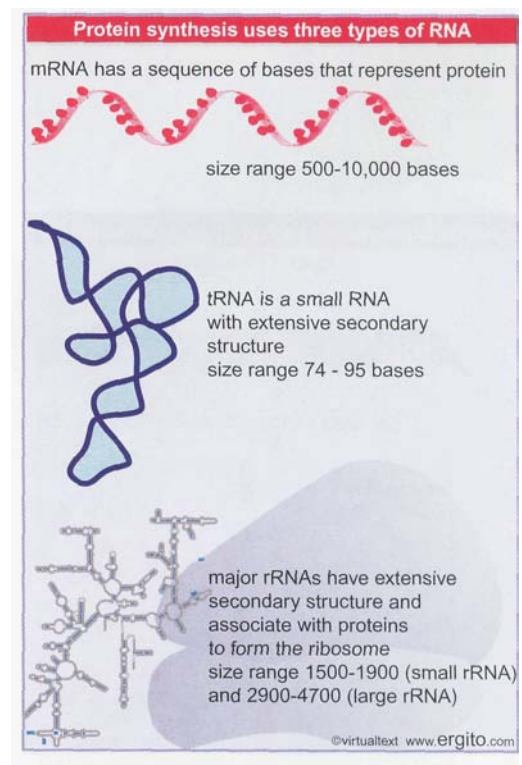 Protein synthesis uses three types of RNA
mRNA has a sequence of bases that represent protein
size range 500-10,000 bases
tRNA is a small RNA
with extensive secondary
structure
size range 74 - 95 bases
major rRNAs have extensive
secondary structure and
associate with proteins
to form the ribosome
size range 1500-1900 (small rRNA)
and 2900-4700 (large rRNA)
©virtualtext www.ergito.com